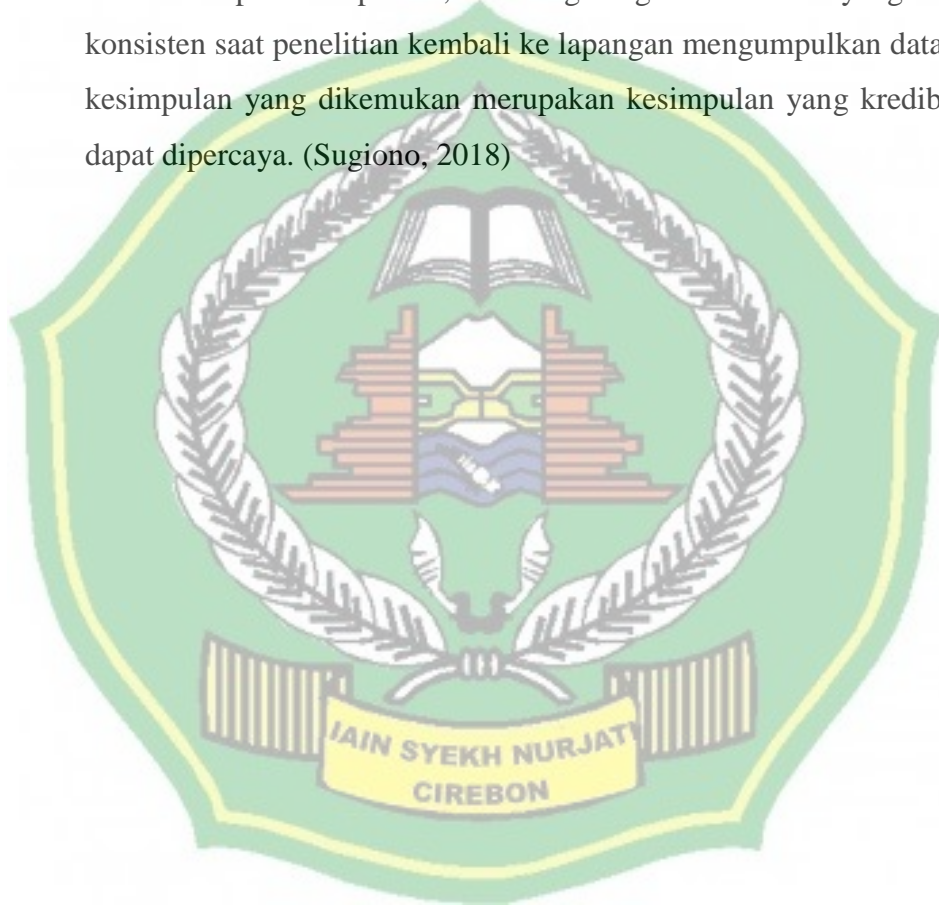 konsisten saat penelitian kembali ke lapangan mengumpulkan data
kesimpulan yang dikemukan merupakan kesimpulan yang kredib
dapat dipercaya. (Sugiono, 2018)
IAIN SYEKH NURJATI
CIREBON